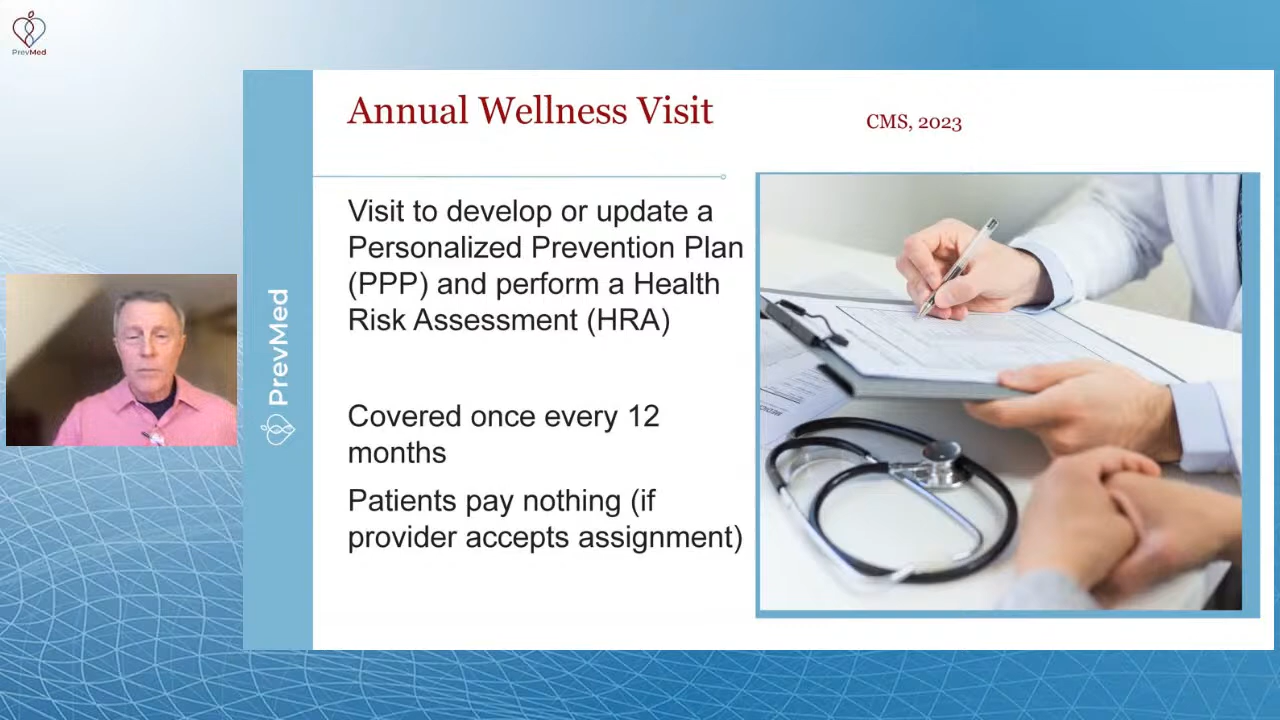 PrevMed
Annual Wellness Visit
CMS, 2023
Visit to develop or update a
Personalized Prevention Plan
(PPP) and perform a Health
Risk Assessment (HRA)
Covered once every 12
months
Patients pay nothing (if
provider accepts assignment)
PrevMed